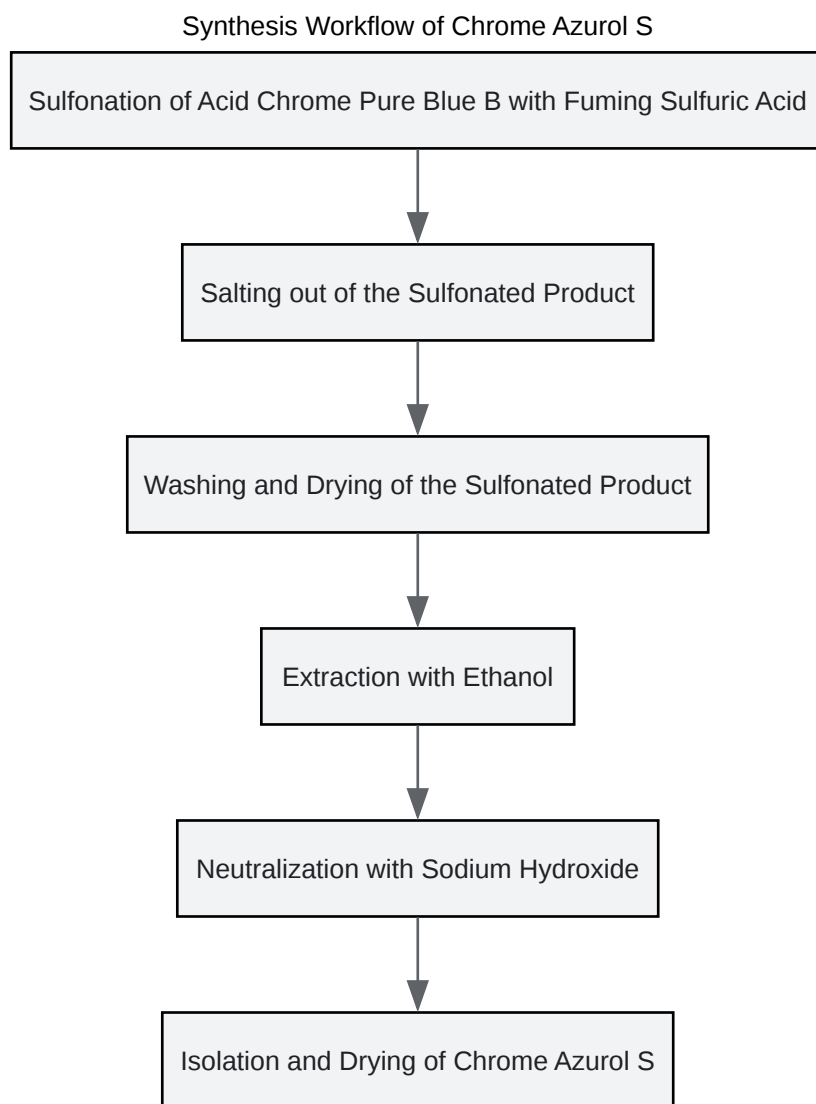 Synthesis Workflow of Chrome Azurol S
Sulfonation of Acid Chrome Pure Blue B with Fuming Sulfuric Acid
Salting out of the Sulfonated Product
Washing and Drying of the Sulfonated Product
Extraction with Ethanol
Neutralization with Sodium Hydroxide
Isolation and Drying of Chrome Azurol S